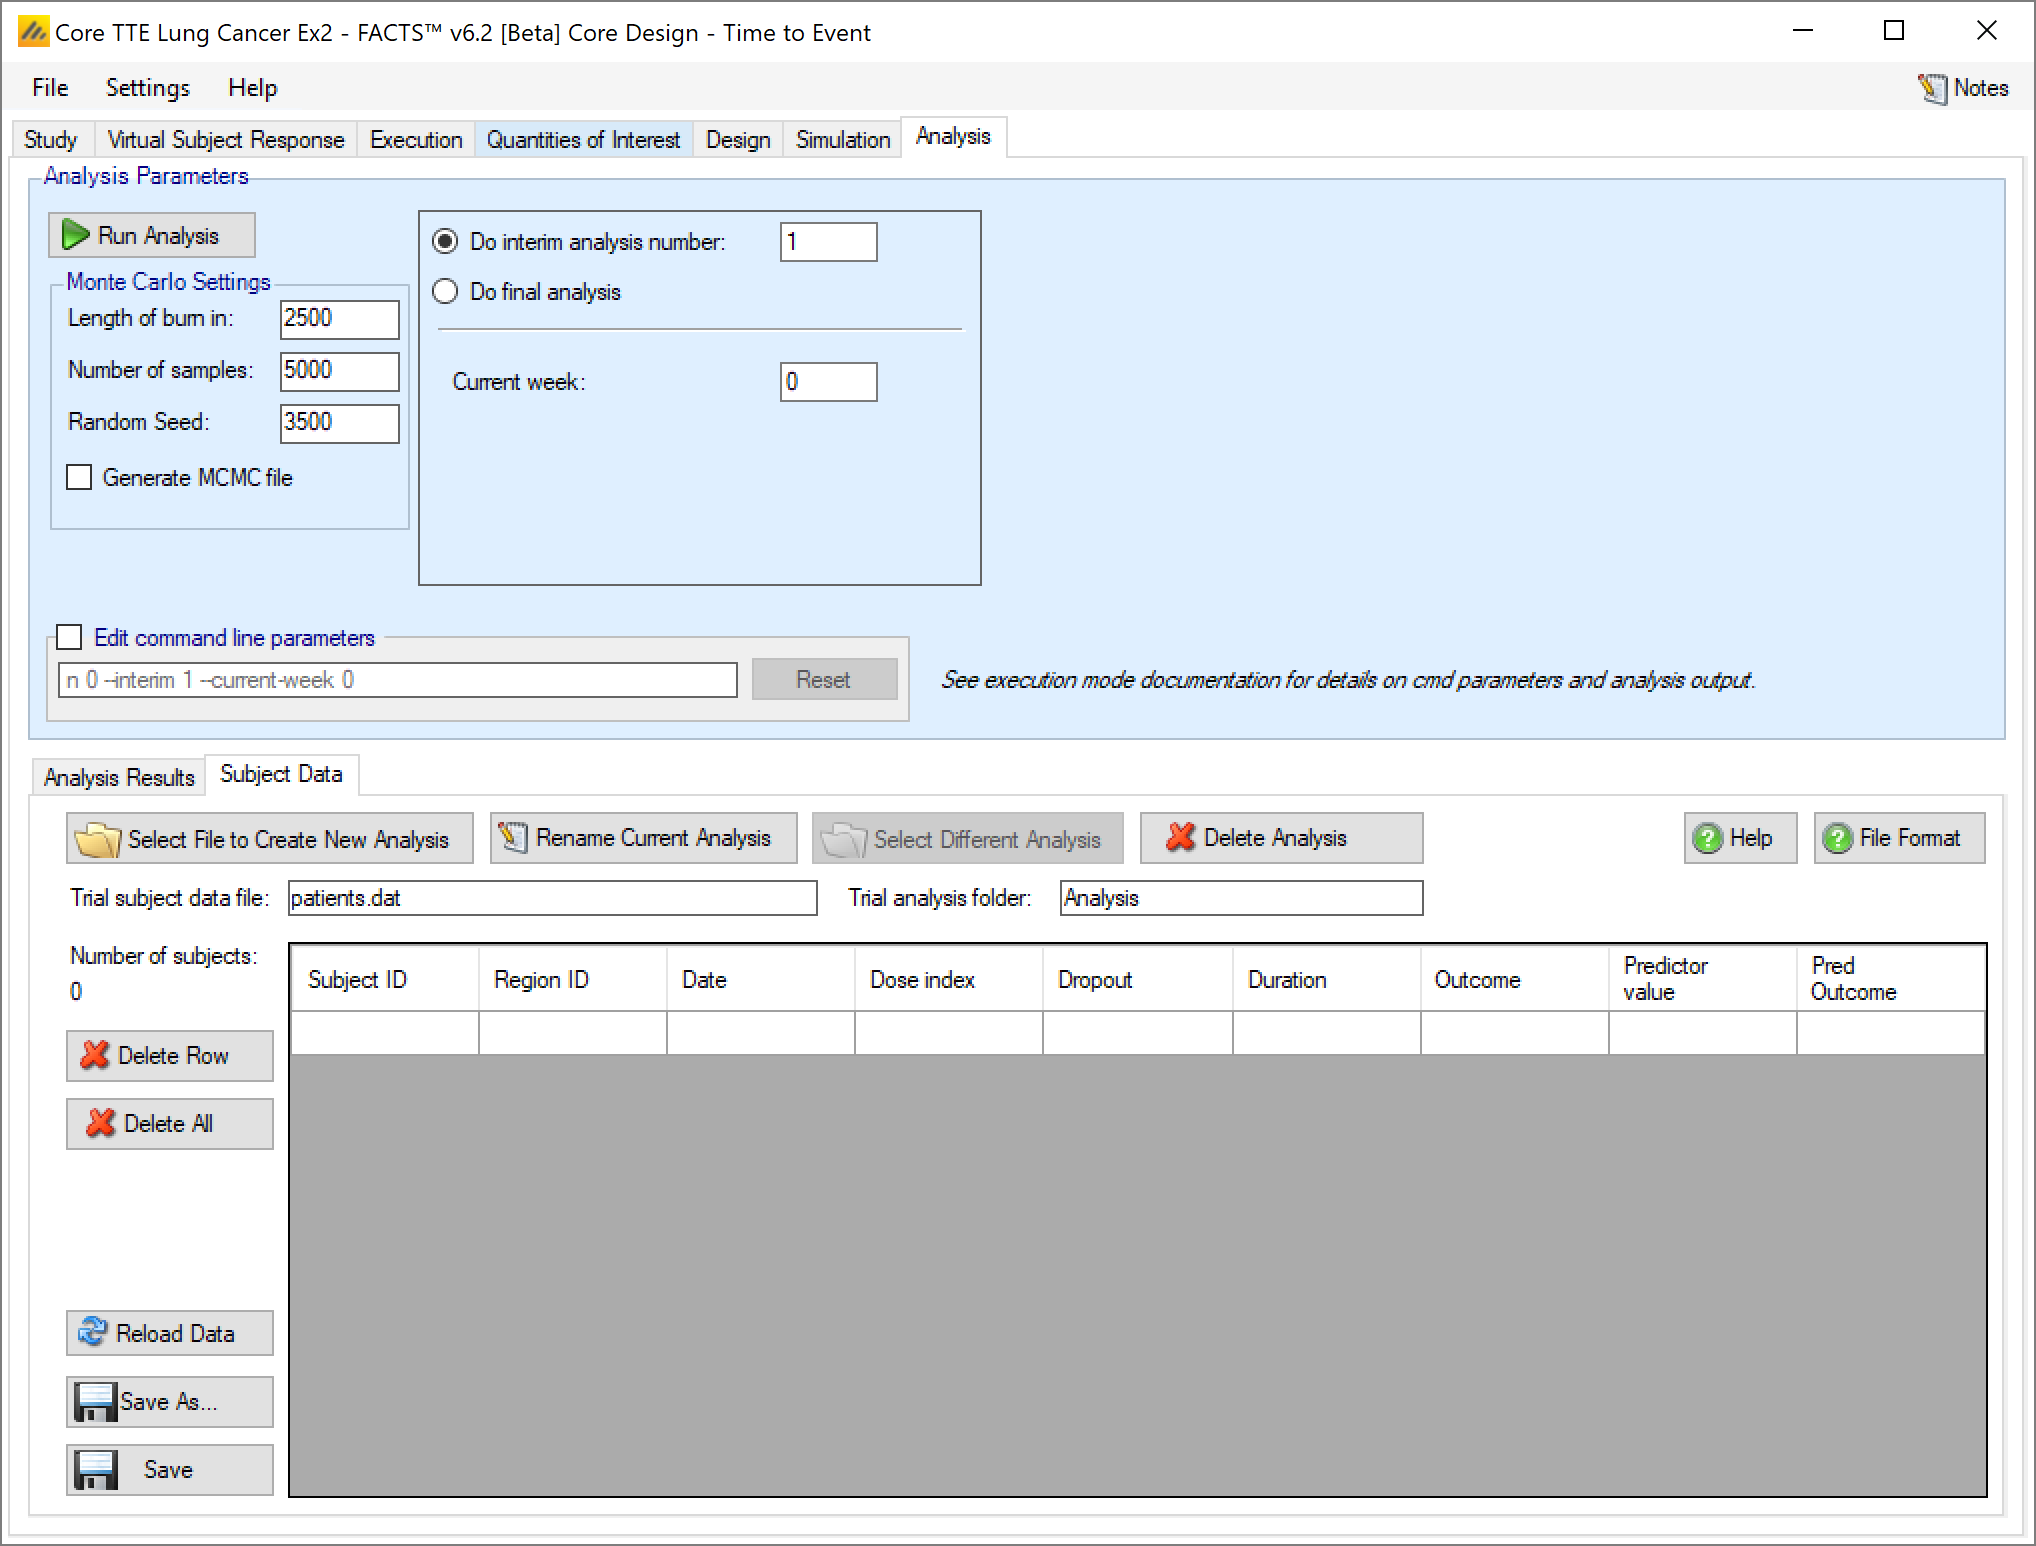 Core TTE Lung Cancer Ex2 - FACTS™ v6.2 [Beta] Core Design - Time to Event
File Settings Help Notes
Study Virtual Subject Response Execution Quantities of Interest Design Simulation Analysis
Analysis Parameters
Run Analysis
Monte Carlo Settings
Length of burn in: 2500
Number of samples: 5000
Random Seed: 3500
Generate MCMC file
Do interim analysis number: 1
Do final analysis
Current week: 0
Edit command line parameters
n 0 --interim 1 --current-week 0 Reset
See execution mode documentation for details on cmd parameters and analysis output.
Analysis Results Subject Data
Select File to Create New Analysis Rename Current Analysis Select Different Analysis Delete Analysis Help File Format
Trial subject data file: patients.dat Trial analysis folder: Analysis
Number of subjects:
0
Subject ID Region ID Date Dose index Dropout Duration Outcome Predictor value Pred Outcome
Delete Row
Delete All
Reload Data
Save As...
Save